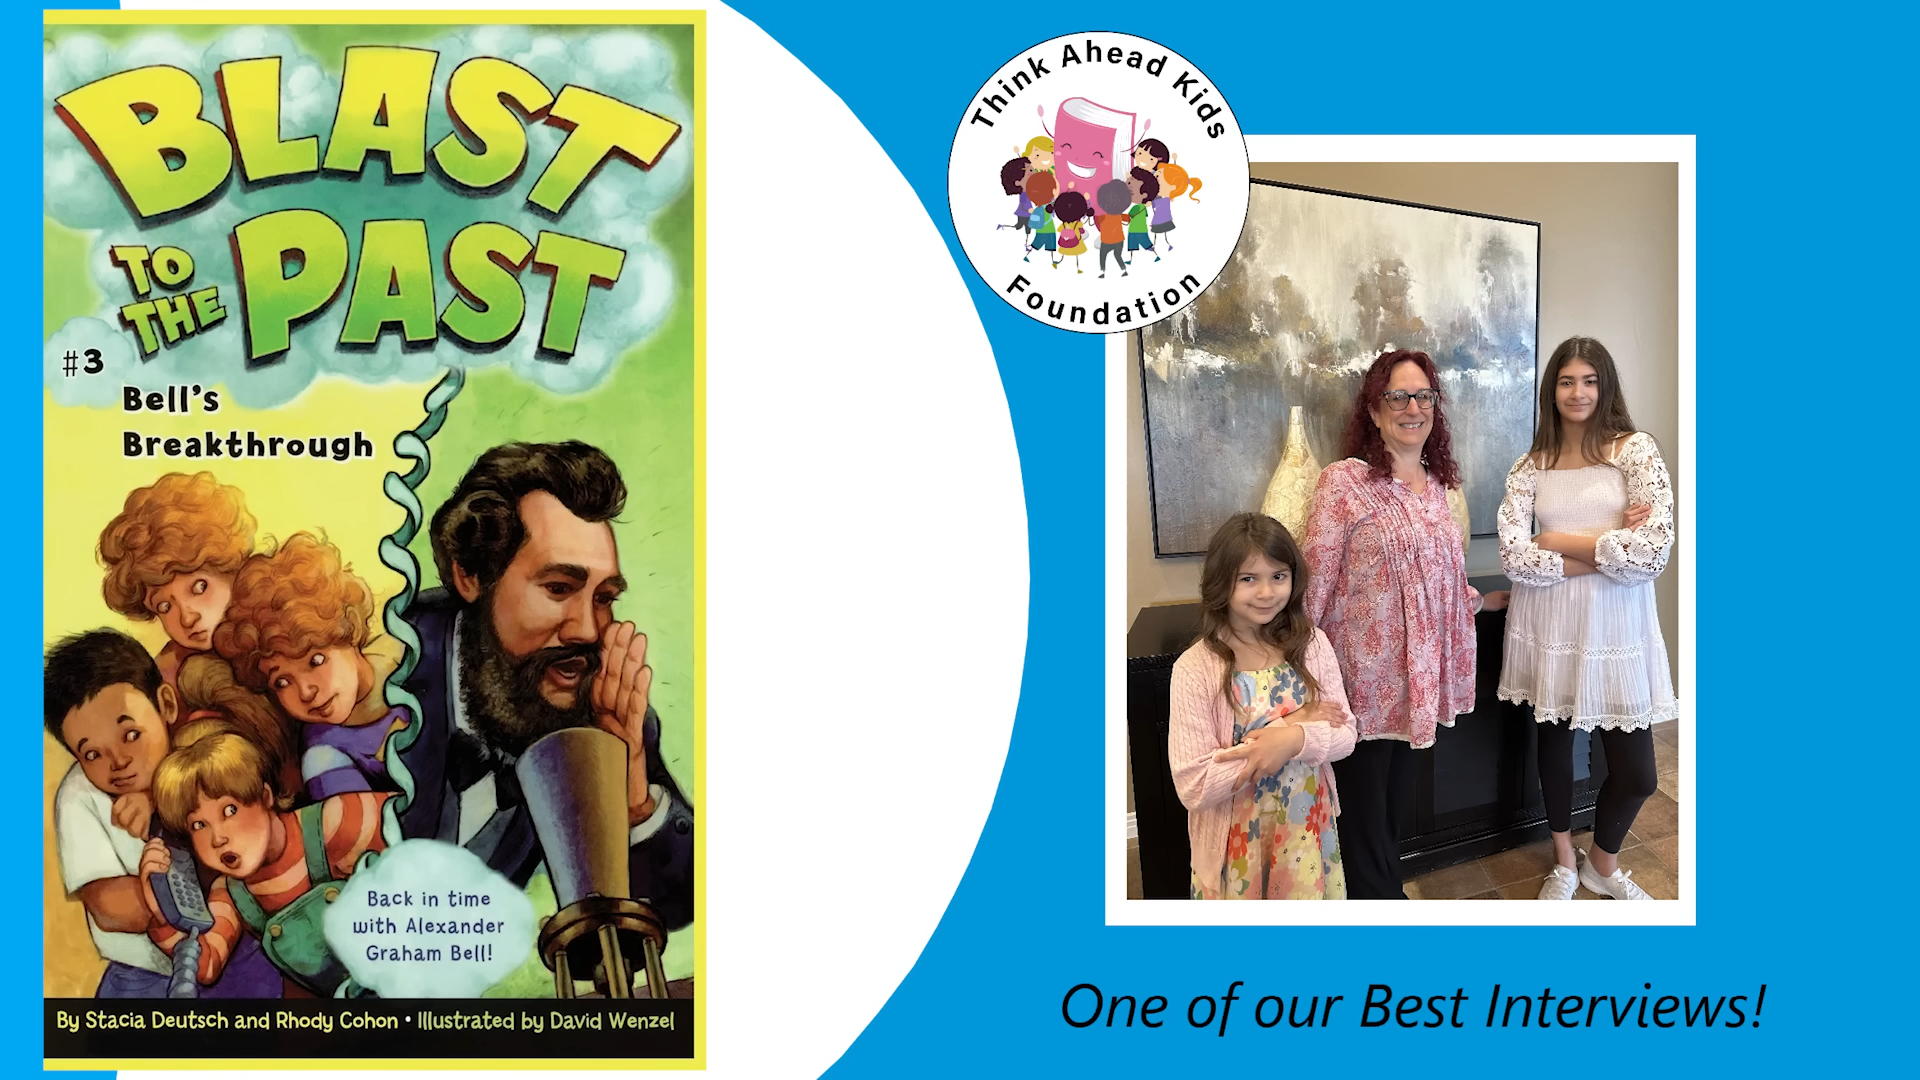 BLAST
TO THE PAST
#3
Bell's
Breakthrough
Back in time
with Alexander
Graham Bell!
By Stacia Deutsch and Rhody Cohon • Illustrated by David Wenzel
Think Ahead Kids
Foundation
One of our Best Interviews!